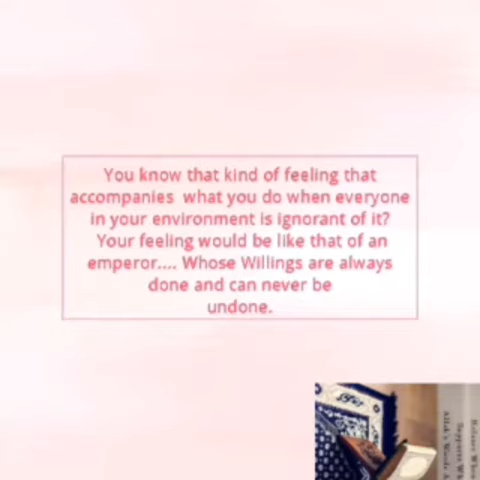 You know that kind of feeling that
accompanies what you do when everyone
in your environment is ignorant of it?
Your feeling would be like that of an
emperor.... Whose Willings are always
done and can never be
undone.